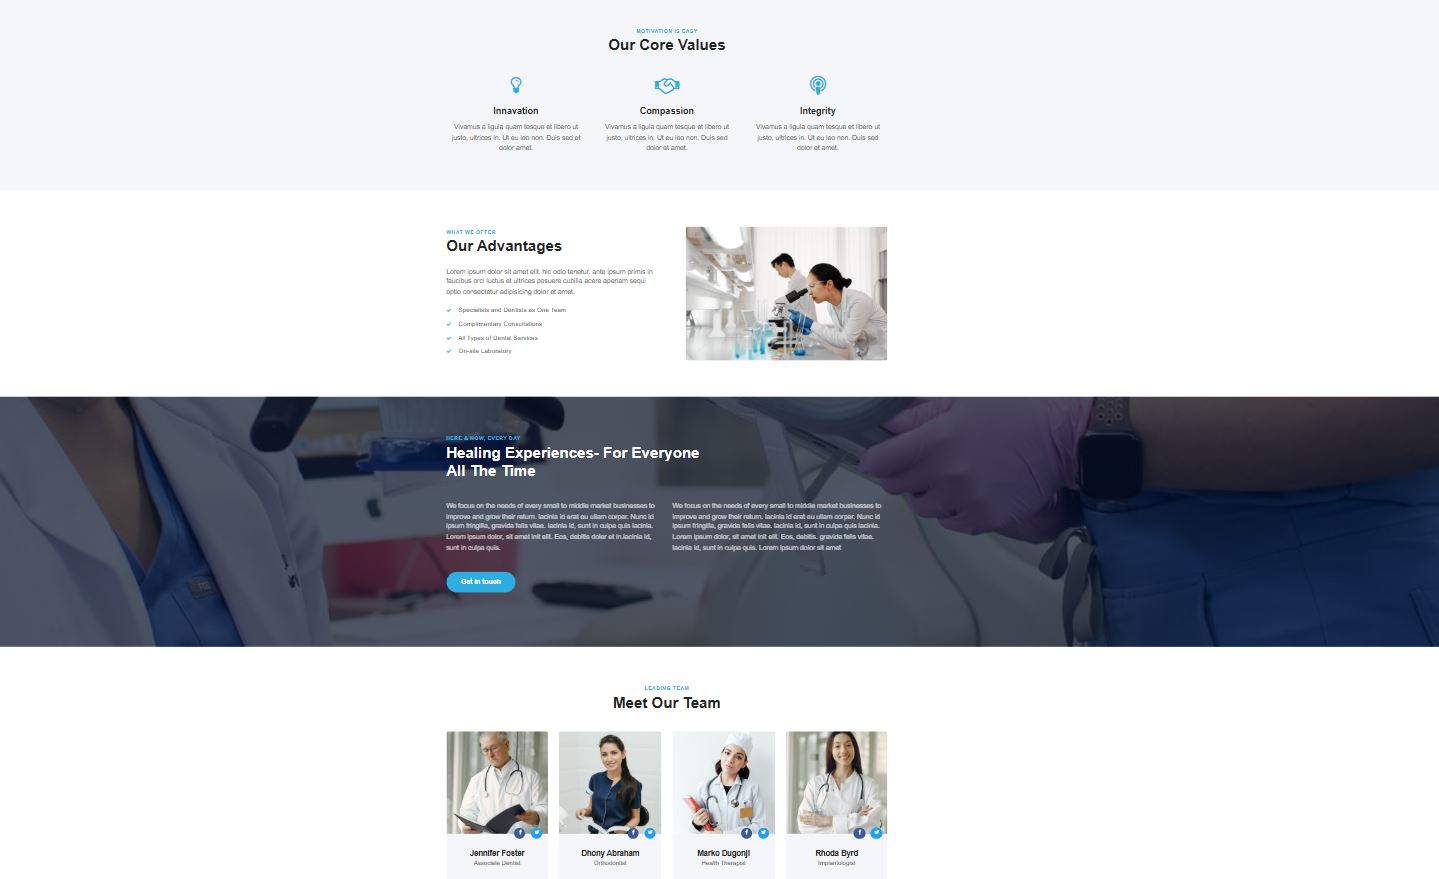 MOTIVATION IS EASY
Our Core Values
Innavation
Vivamus a ligula quam tesque et libero ut
justo, ultrices in. Ut eu leo non. Duis sed et
dolor amet.
Compassion
Vivamus a ligula quam tesque et libero ut
justo, ultrices in. Ut eu leo non. Duis sed
dolor et amet.
Integrity
Vivamus a ligula quam tesque et libero ut
justo, ultrices in. Ut eu leo non. Duis sed
dolor et amet.
WHAT WE OFFER
Our Advantages
Lorem ipsum dolor sit amet elit. hic odio tenetur. ante ipsum primis in
faucibus orci luctus et ultrices posuere cubilia acere aperiam sequi
optio consectetur adipisicing dolor et amet.
Specialists and Dentists as One Team
Complimentary Consultations
All Types of Dental Services
On-site Laboratory
HERE & NOW, EVERY DAY
Healing Experiences- For Everyone
All The Time
We focus on the needs of every small to middle market businesses to
improve and grow their return. lacinia id erat eu ullam corper. Nunc id
ipsum fringilla, gravida felis vitae. lacinia id, sunt in culpa quis lacinia.
Lorem ipsum dolor, sit amet init elit. Eos, debitis dolor et in.lacinia id,
sunt in culpa quis.
We focus on the needs of every small to middle market businesses to
improve and grow their return. lacinia id erat eu ullam corper. Nunc id
ipsum fringilla, gravida felis vitae. lacinia id, sunt in culpa quis lacinia.
Lorem ipsum dolor, sit amet init elit. Eos, debitis. gravida felis vitae.
lacinia id, sunt in culpa quis. Lorem ipsum dolor sit amet
Get in touch
LEADING TEAM
Meet Our Team
Jennifer Foster
Associate Dentist
Dhony Abraham
Orthodontist
Marko Dugonji
Health Therapist
Rhoda Byrd
Implantologist